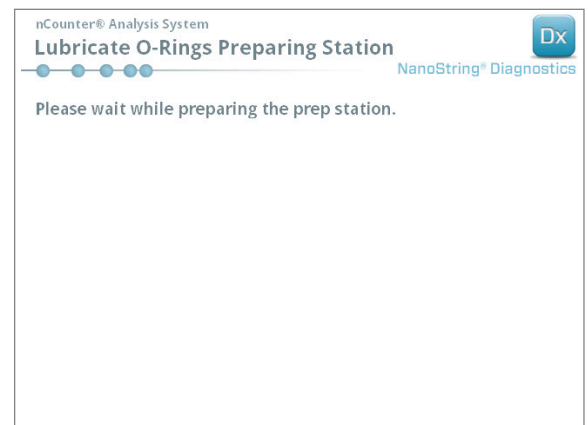 nCounter® Analysis System
Lubricate O-Rings Preparing Station
Dx
NanoString® Diagnostics
Please wait while preparing the prep station.